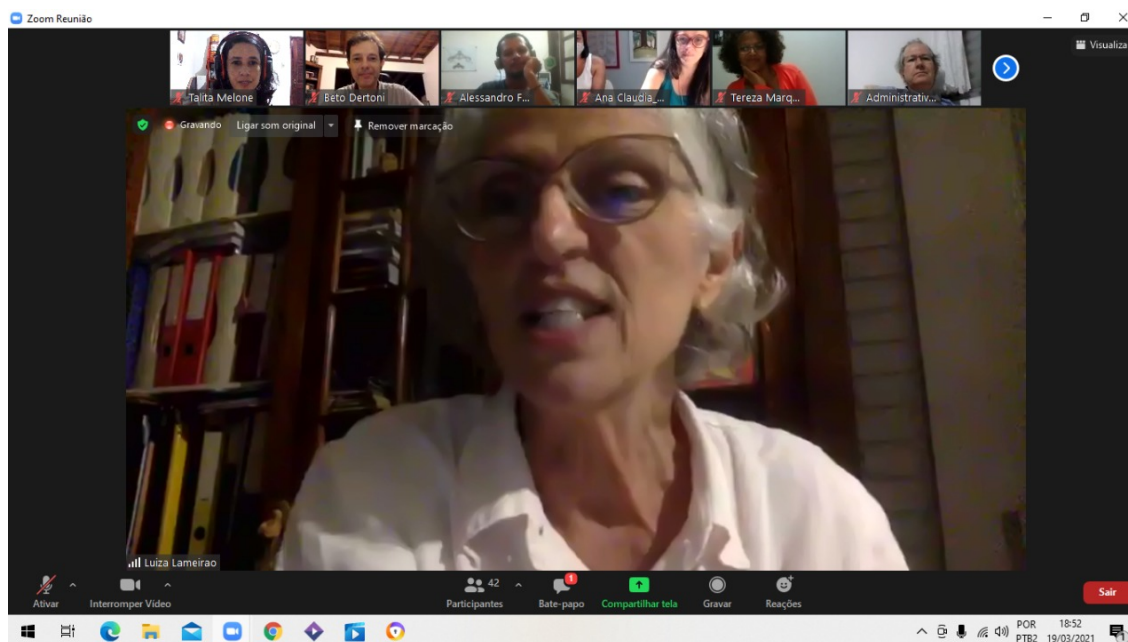 Zoom Reunião
Visualiza
Talita Melone
Beto Dertoni
Alessandro F...
Ana Claudia_...
Tereza Marq...
Administrativ...
Gravando
Ligar som original
Remover marcação
Luiza Lameirao
Ativar
Interromper Vídeo
42
Participantes
1
Bate-papo
Compartilhar tela
Gravar
Reações
Sair
POR
PTB2
18:52
19/03/2021